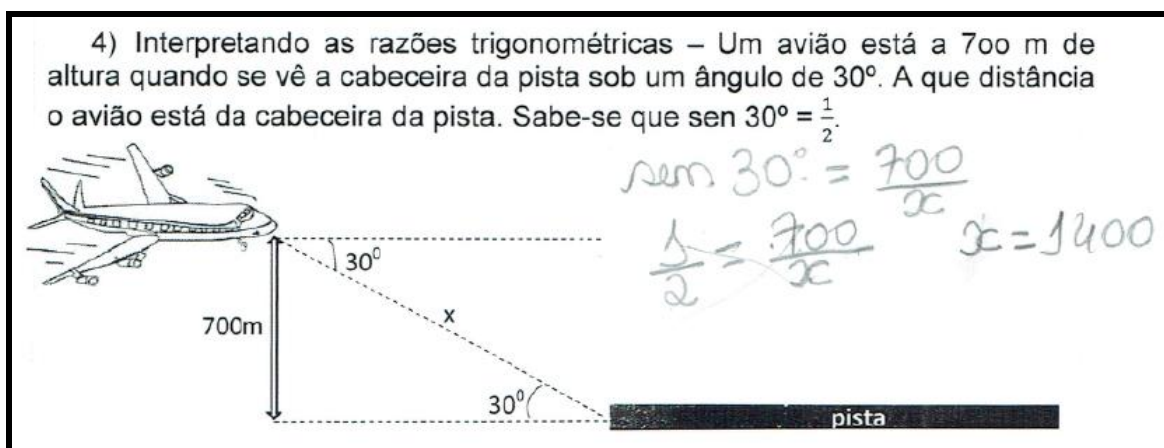 4) Interpretando as razões trigonométricas – Um avião está a 7oo m de
altura quando se vê a cabeceira da pista sob um ângulo de 30º. A que distância
o avião está da cabeceira da pista. Sabe-se que sen 30º = 1/2.
sen 30° = 700/x
1/2 = 700/x x = 1400
30⁰
x
700m
30⁰
pista